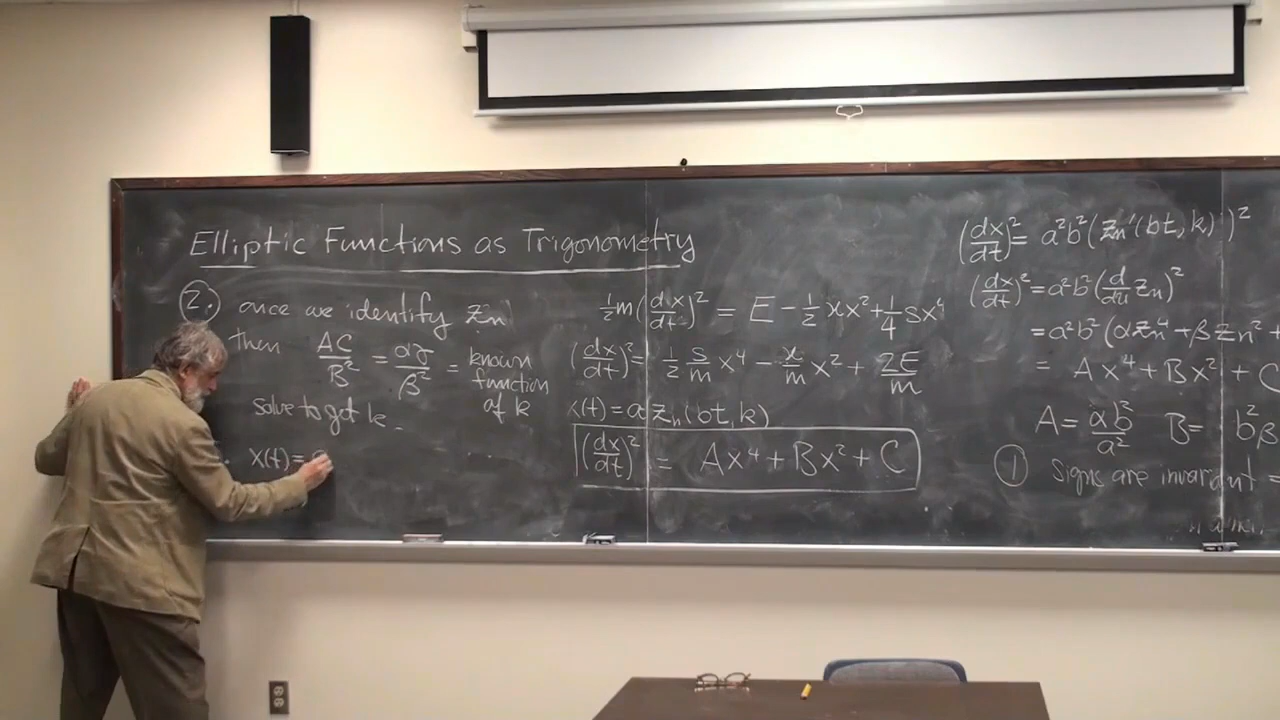 Elliptic Functions as Trigonometry
2. once we identify zn
then AC/B² = αγ/β² = known function of k
solve to get k.
x(t) =
½m(dx/dt)² = E - ½ϰx² + ¼sx⁴
(dx/dt)² = ½ s/m x⁴ - ϰ/m x² + 2E/m
x(t) = a zn(bt, k)
(dx/dt)² = Ax⁴ + Bx² + C
(dx/dt)² = a²b²(zn'(bt, k))²
(dx/dt)² = a²b²(d/du zn)²
= a²b²(αzn⁴ + βzn² +
= Ax⁴ + Bx² + C
A = αb²/a² B = b²β
① Signs are invariant =